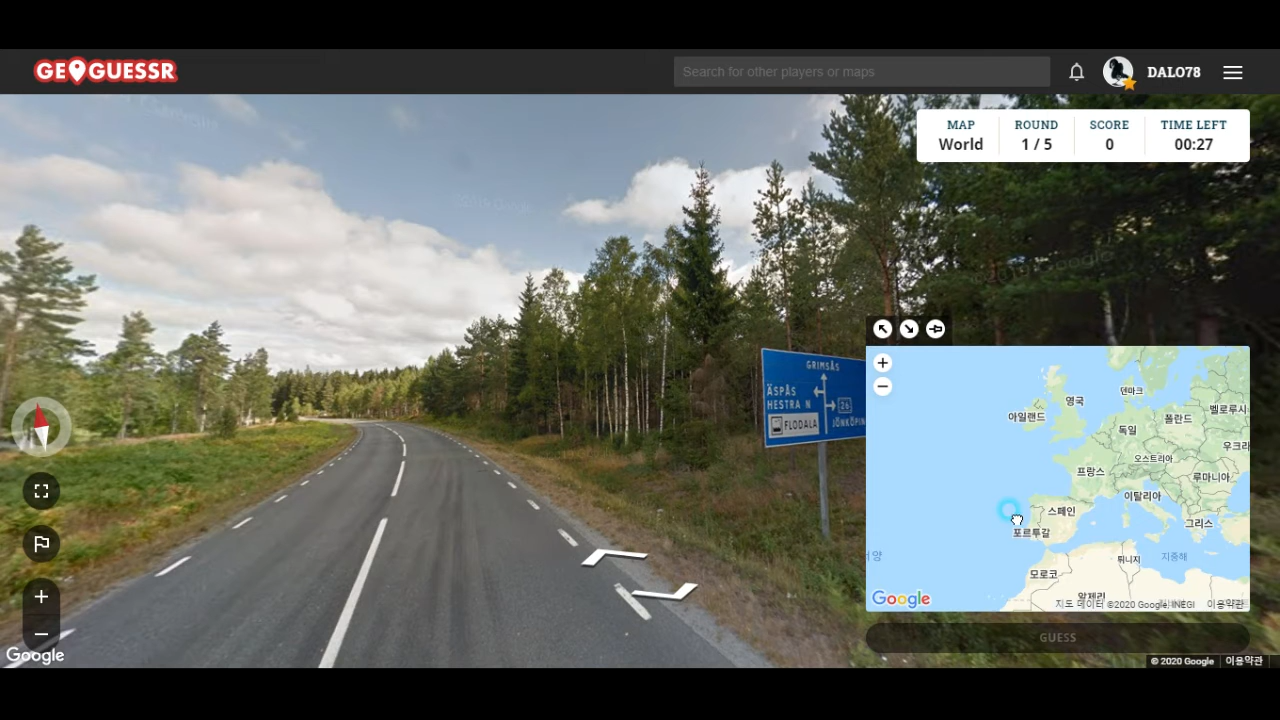 GEOGUESSR
Search for other players or maps
DALO78
MAP
World
ROUND
1 / 5
SCORE
0
TIME LEFT
00:27
GRIMSÅS
ÄSPÅS
HESTRA N
26
FLODALA
JÖNKÖPIN
덴마크
영국
아일랜드
벨로루시
폴란드
독일
우크라
오스트리아
프랑스
루마니아
이탈리아
스페인
그리스
포르투갈
양
지중해
튀니지
모로코
알제리
Google
지도 데이터 ©2020 Google, INEGI
이용약관
GUESS
Google
© 2020 Google
이용약관